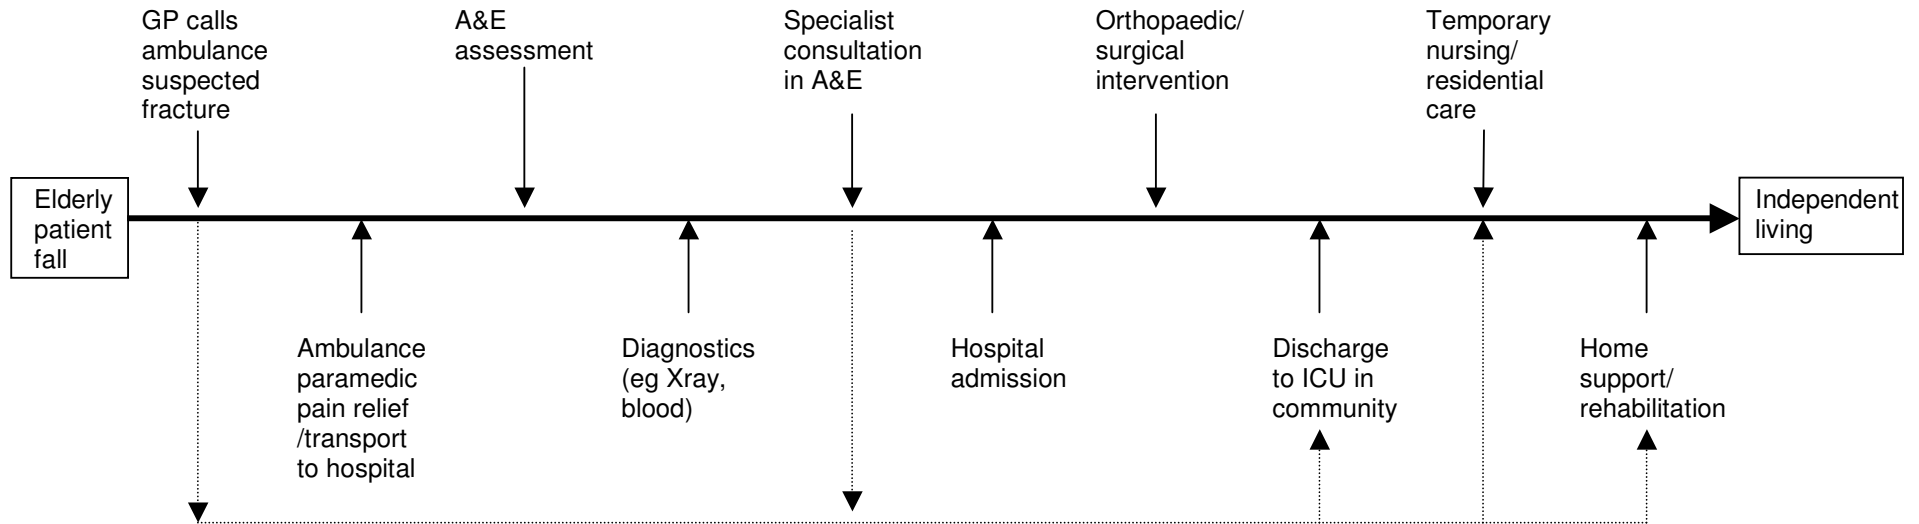 GP calls
ambulance
suspected
fracture
A&E
assessment
Specialist
consultation
in A&E
Orthopaedic/
surgical
intervention
Temporary
nursing/
residential
care
Elderly
patient
fall
Independent
living
Ambulance
paramedic
pain relief
/transport
to hospital
Diagnostics
(eg Xray,
blood)
Hospital
admission
Discharge
to ICU in
community
Home
support/
rehabilitation